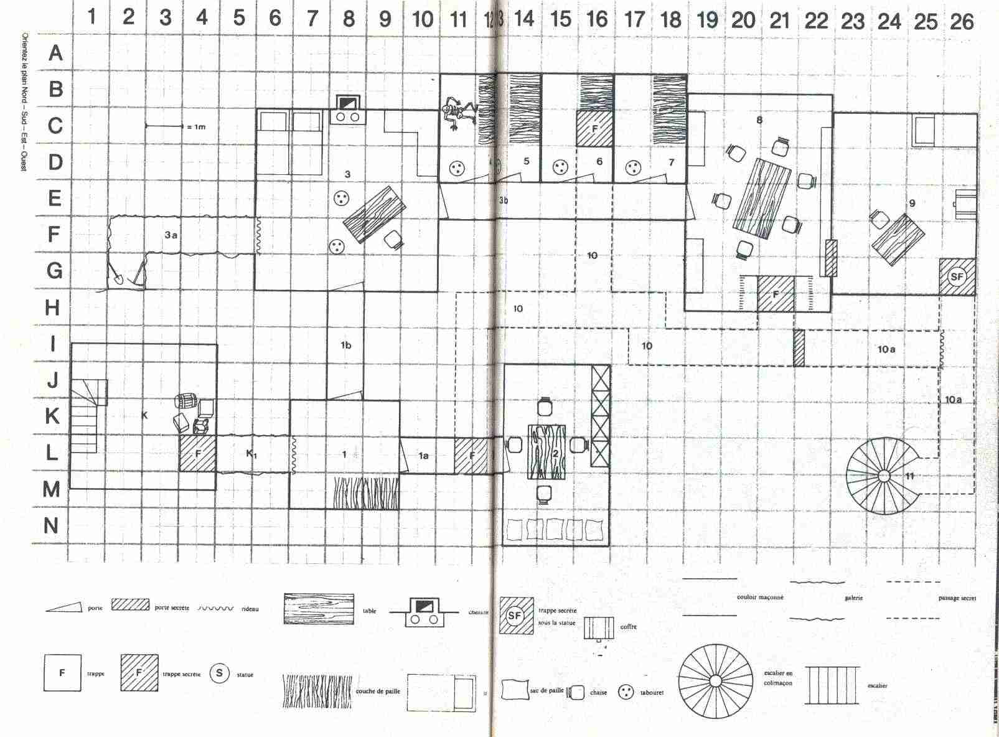 1 2 3 4 5 6 7 8 9 10 11 12 13 14 15 16 17 18 19 20 21 22 23 24 25 26
Orientez le plan Nord – Sud – Est – Ouest
A
B
C
= 1m
F
8
D
3
5
6
7
E
3b
9
F
3a
10
G
SF
F
H
10
I
1b
10
10a
J
K
K
10a
L
F
K1
1
1a
F
2
11
M
N
porte
porte secrète
rideau
table
SF
trappe secrète
sous la statue
coffre
couloir maçonné
galerie
passage secret
F
trappe
F
trappe secrète
S
statue
couche de paille
sac de paille
chaise
tabouret
escalier en
colimaçon
escalier